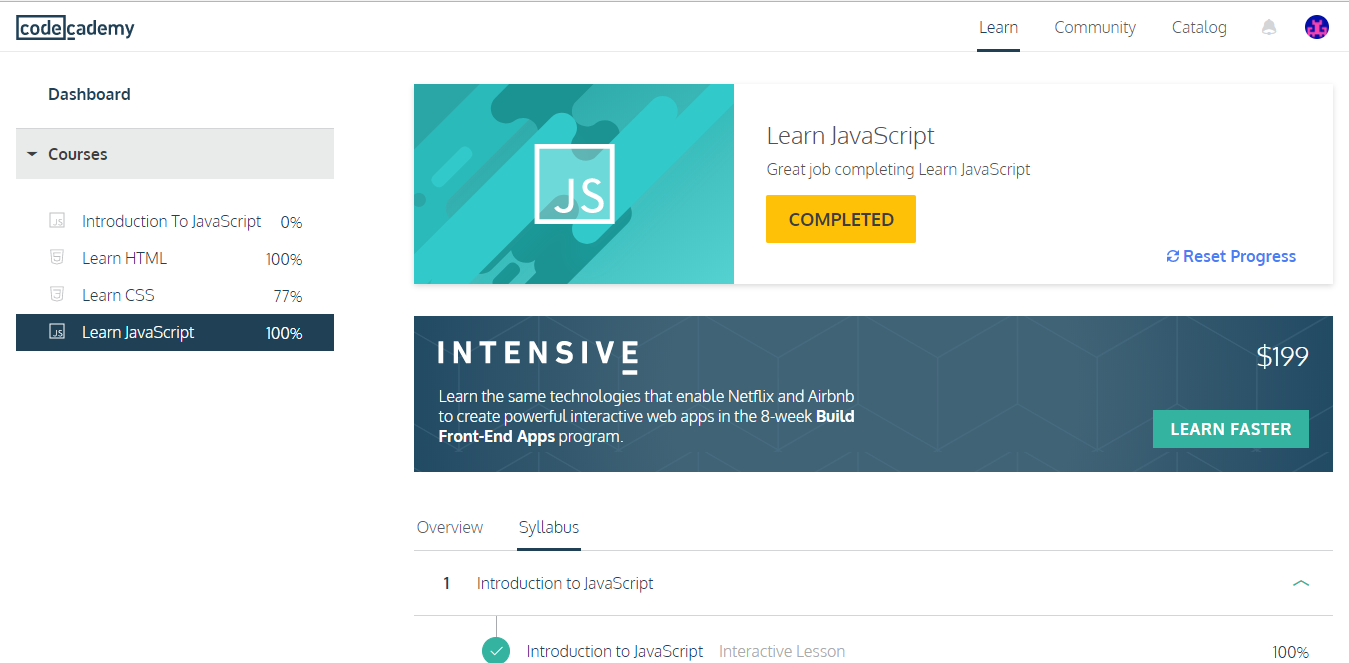 codecademy
Learn
Community
Catalog
Dashboard
Courses
JS
Introduction To JavaScript
0%
Learn HTML
100%
Learn CSS
77%
JS
Learn JavaScript
100%
JS
Learn JavaScript
Great job completing Learn JavaScript
COMPLETED
Reset Progress
INTENSIVE
$199
Learn the same technologies that enable Netflix and Airbnb
to create powerful interactive web apps in the 8-week Build
Front-End Apps program.
LEARN FASTER
Overview
Syllabus
1
Introduction to JavaScript
Introduction to JavaScript
Interactive Lesson
100%